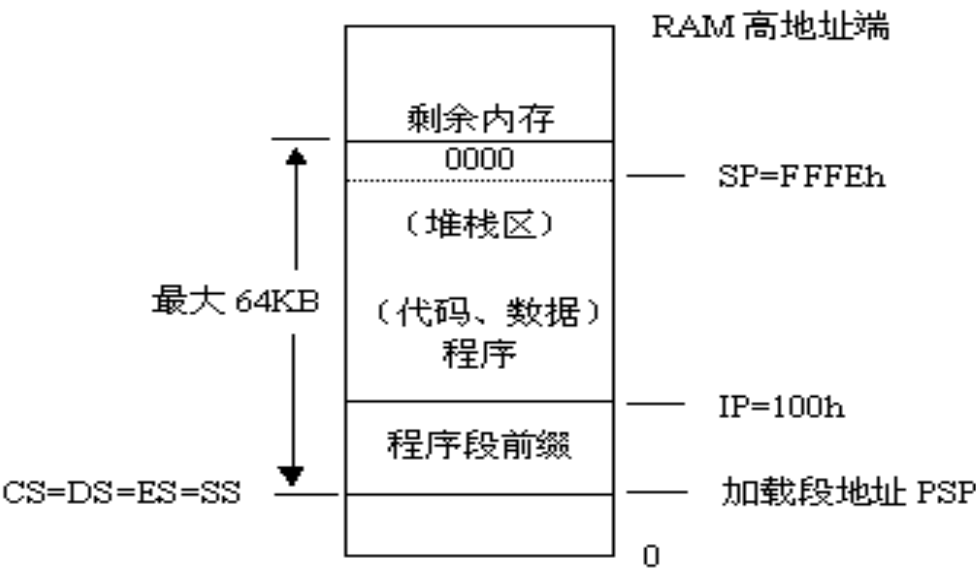 RAM 高地址端
剩余内存
0000
SP=FFFEh
（堆栈区）
最大 64KB
（代码、数据）
程序
IP=100h
程序段前缀
CS=DS=ES=SS
加载段地址 PSP
0